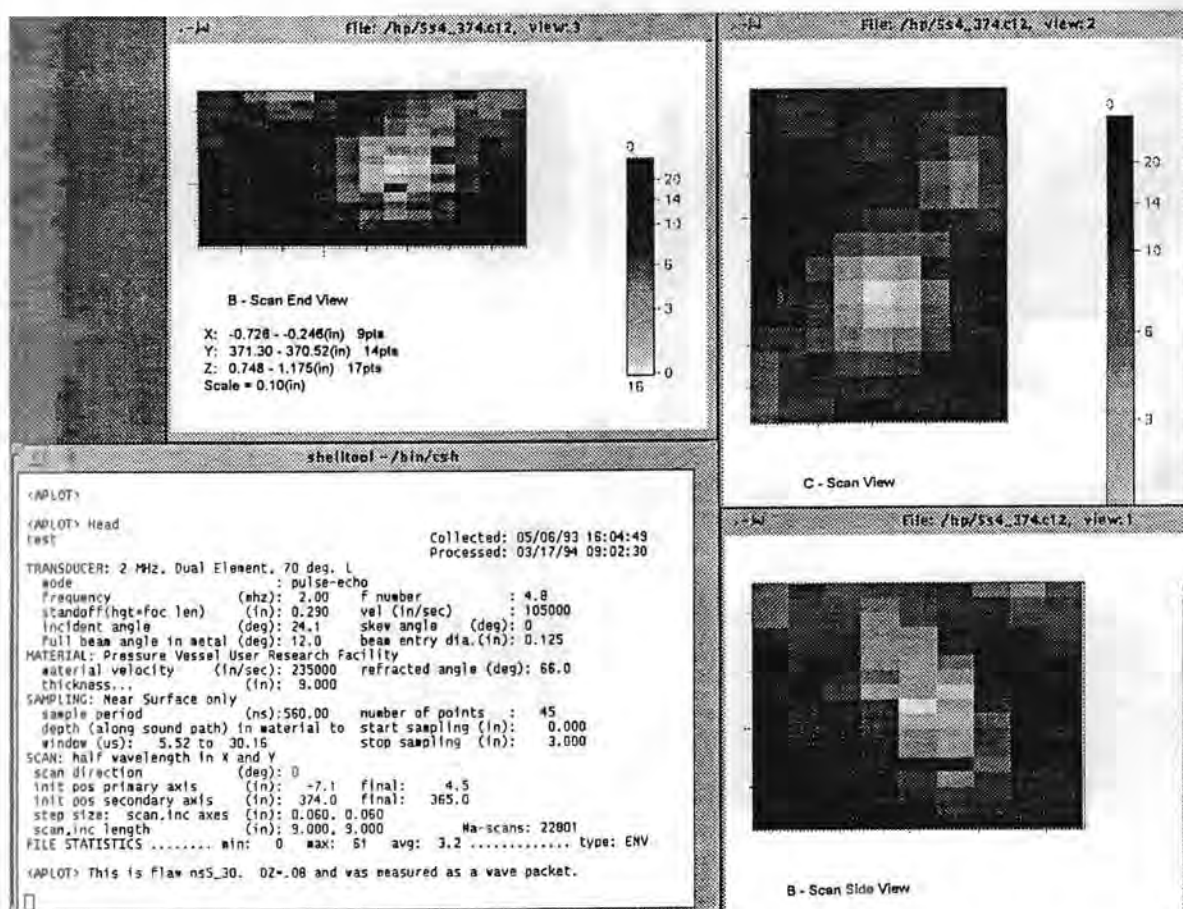 File: /hp/5s4_374.c12, view:3
0
20
14
10
6
3
0
16
B - Scan End View
X: -0.726 - -0.246(in) 9pts
Y: 371.30 - 370.52(in) 14pts
Z: 0.748 - 1.175(in) 17pts
Scale = 0.10(in)
File: /hp/5s4_374.c12, view:2
0
20
14
10
6
3
C - Scan View
shelltool - /bin/csh
<APLOT>
<APLOT> Head
test Collected: 05/06/93 16:04:49
Processed: 03/17/94 09:02:30
TRANSDUCER: 2 MHz, Dual Element, 70 deg. L
mode : pulse-echo
frequency (mhz): 2.00 f number : 4.8
standoff(hgt+foc len) (in): 0.290 vel (in/sec) : 105000
incident angle (deg): 24.1 skew angle (deg): 0
full beam angle in metal (deg): 12.0 beam entry dia.(in): 0.125
MATERIAL: Pressure Vessel User Research Facility
material velocity (in/sec): 235000 refracted angle (deg): 66.0
thickness... (in): 9.000
SAMPLING: Near Surface only
sample period (ns):560.00 number of points : 45
depth (along sound path) in material to start sampling (in): 0.000
window (us): 5.52 to 30.16 stop sampling (in): 3.000
SCAN: half wavelength in X and Y
scan direction (deg): 0
init pos primary axis (in): -7.1 final: 4.5
init pos secondary axis (in): 374.0 final: 365.0
step size: scan,inc axes (in): 0.060, 0.060
scan,inc length (in): 9.000, 9.000 #a-scans: 22801
FILE STATISTICS ........ min: 0 max: 61 avg: 3.2 ............. type: ENV
<APLOT> This is flaw ns5_30. DZ=.08 and was measured as a wave packet.
File: /hp/5s4_374.c12, view:1
B - Scan Side View